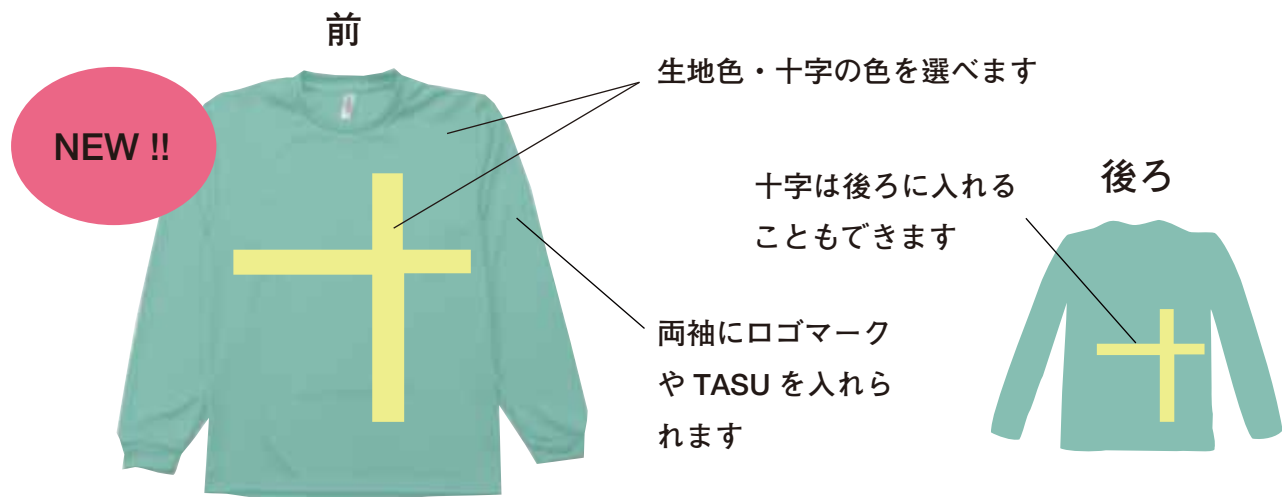 前
NEW !!
生地色・十字の色を選べます
十字は後ろに入れる
こともできます
後ろ
両袖にロゴマーク
や TASU を入れら
れます